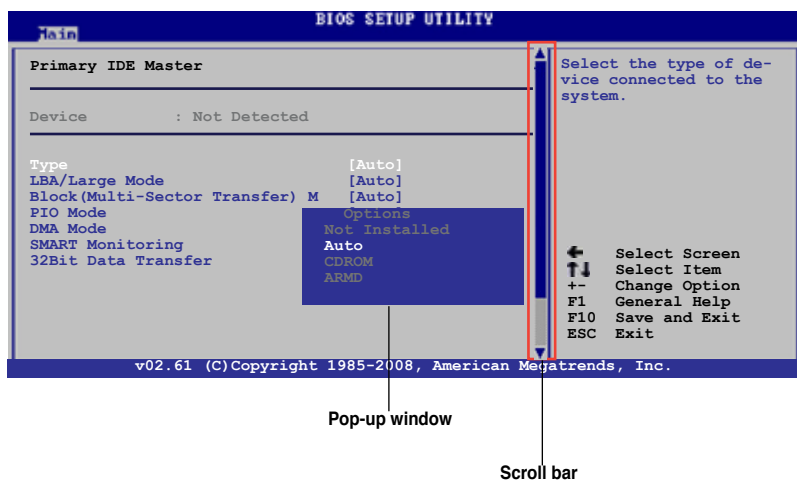 BIOS SETUP UTILITY
Main
Primary IDE Master
Device : Not Detected
Type [Auto]
LBA/Large Mode [Auto]
Block(Multi-Sector Transfer) M [Auto]
PIO Mode
DMA Mode
SMART Monitoring
32Bit Data Transfer
Options
Not Installed
Auto
CDROM
ARMD
Select the type of de-
vice connected to the
system.
Select Screen
Select Item
+- Change Option
F1 General Help
F10 Save and Exit
ESC Exit
v02.61 (C)Copyright 1985-2008, American Megatrends, Inc.
Pop-up window
Scroll bar